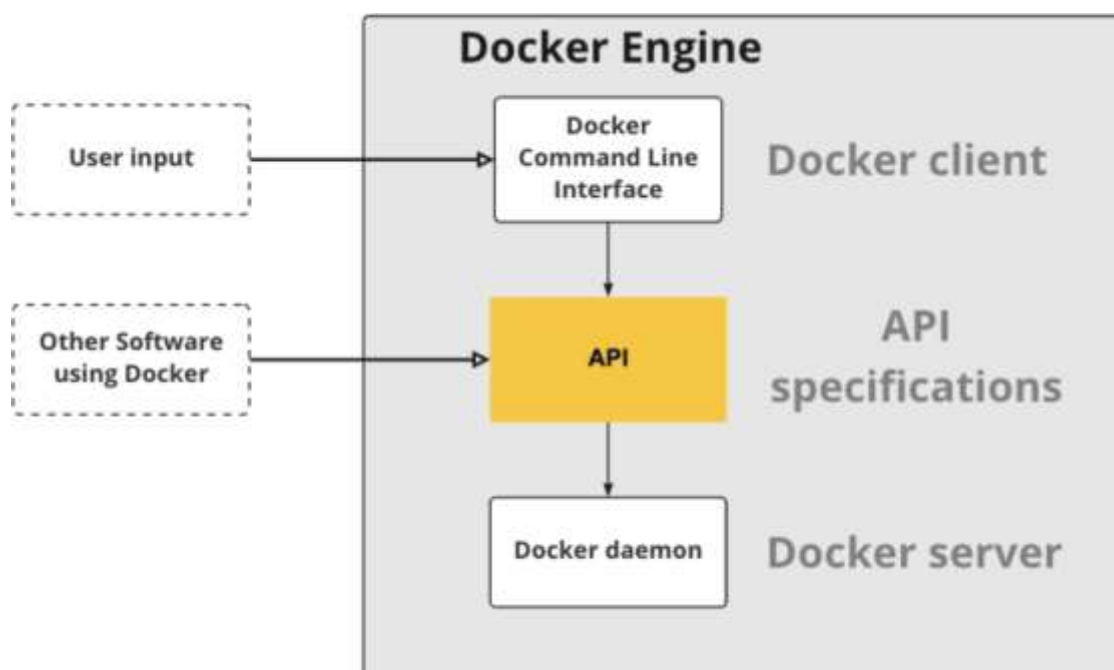 Docker Engine
User input
Docker
Command Line
Interface
Docker client
Other Software
using Docker
API
API
specifications
Docker daemon
Docker server